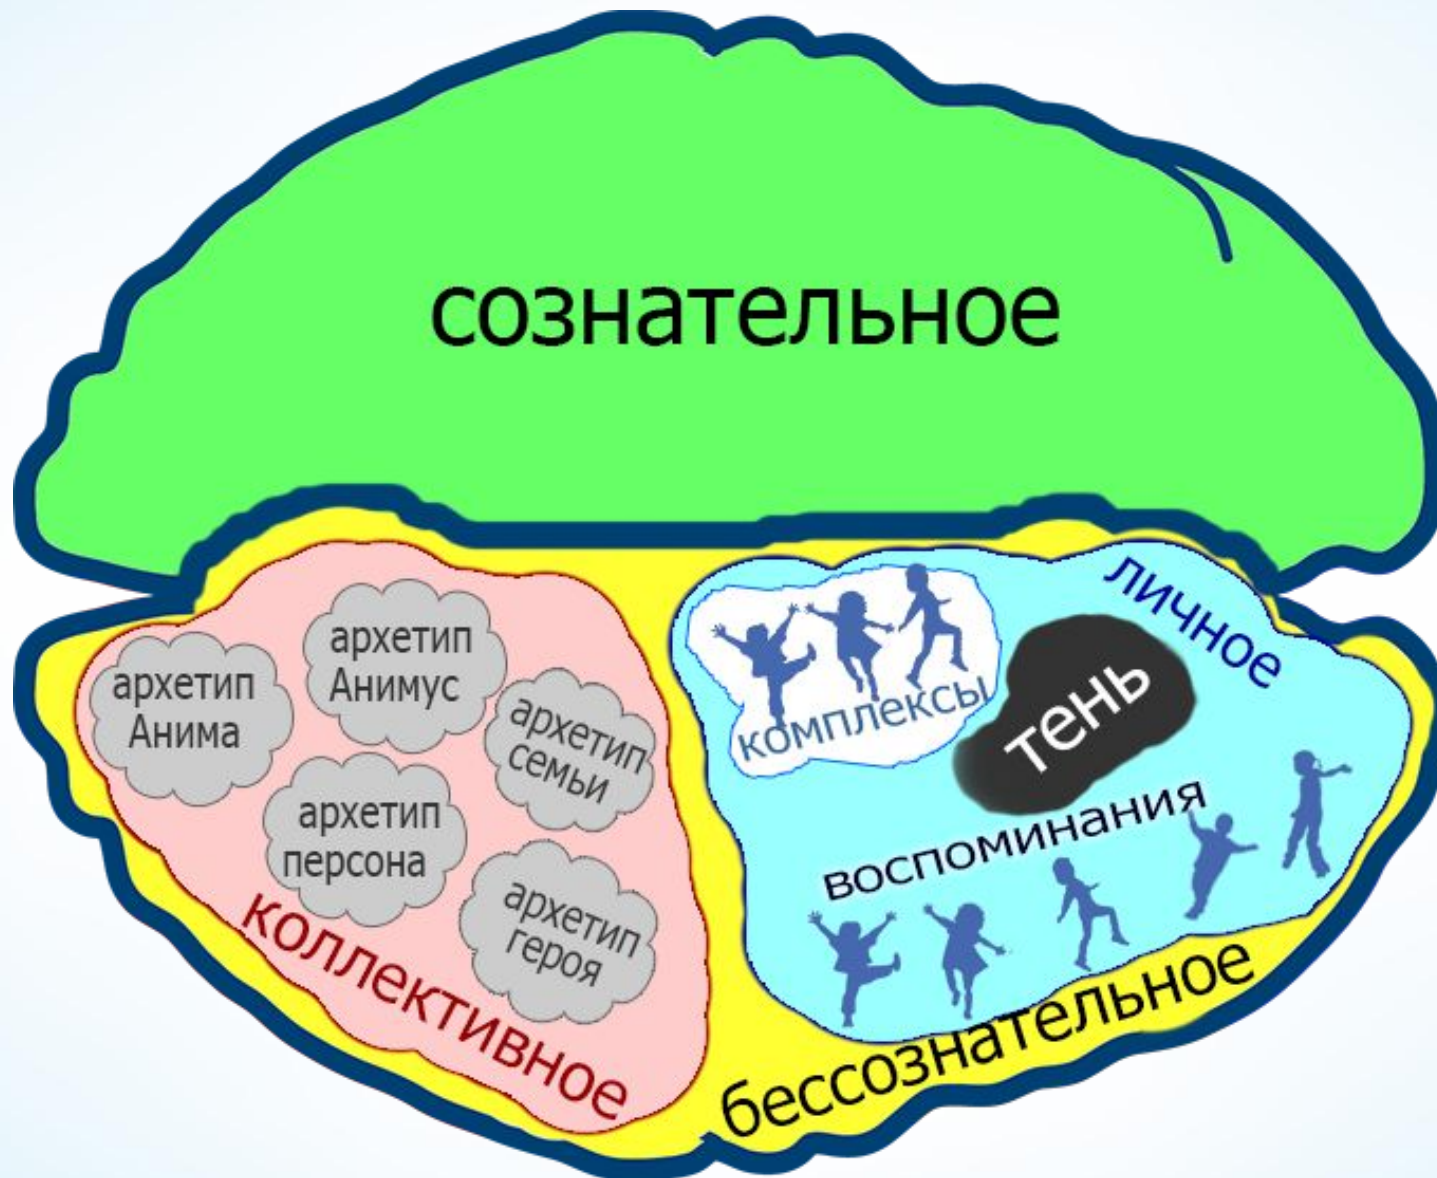 сознательное
архетип
Анима
архетип
Анимус
архетип
семьи
архетип
персона
архетип
героя
коллективное
комплексы
тень
личное
воспоминания
бессознательное